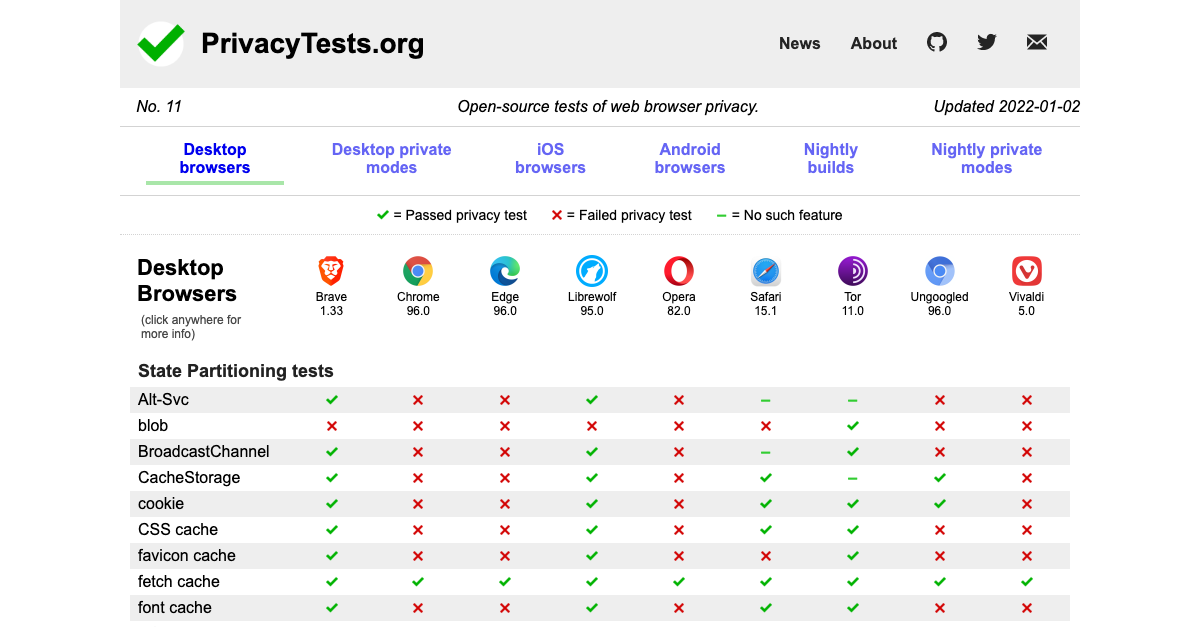 PrivacyTests.org
News About
No. 11 Open-source tests of web browser privacy. Updated 2022-01-02
Desktop browsers Desktop private modes iOS browsers Android browsers Nightly builds Nightly private modes
✓ = Passed privacy test ✕ = Failed privacy test – = No such feature
Desktop Browsers
(click anywhere for more info)
Brave 1.33
Chrome 96.0
Edge 96.0
Librewolf 95.0
Opera 82.0
Safari 15.1
Tor 11.0
Ungoogled 96.0
Vivaldi 5.0
State Partitioning tests
Alt-Svc ✓ ✕ ✕ ✓ ✕ – – ✕ ✕
blob ✕ ✕ ✕ ✕ ✕ ✕ ✓ ✕ ✕
BroadcastChannel ✓ ✕ ✕ ✓ ✕ – ✓ ✕ ✕
CacheStorage ✓ ✕ ✕ ✓ ✕ ✓ – ✓ ✕
cookie ✓ ✕ ✕ ✓ ✕ ✓ ✓ ✓ ✕
CSS cache ✓ ✕ ✕ ✓ ✕ ✓ ✓ ✕ ✕
favicon cache ✓ ✕ ✕ ✓ ✕ ✕ ✓ ✕ ✕
fetch cache ✓ ✓ ✓ ✓ ✓ ✓ ✓ ✓ ✓
font cache ✓ ✕ ✕ ✓ ✕ ✓ ✓ ✕ ✕